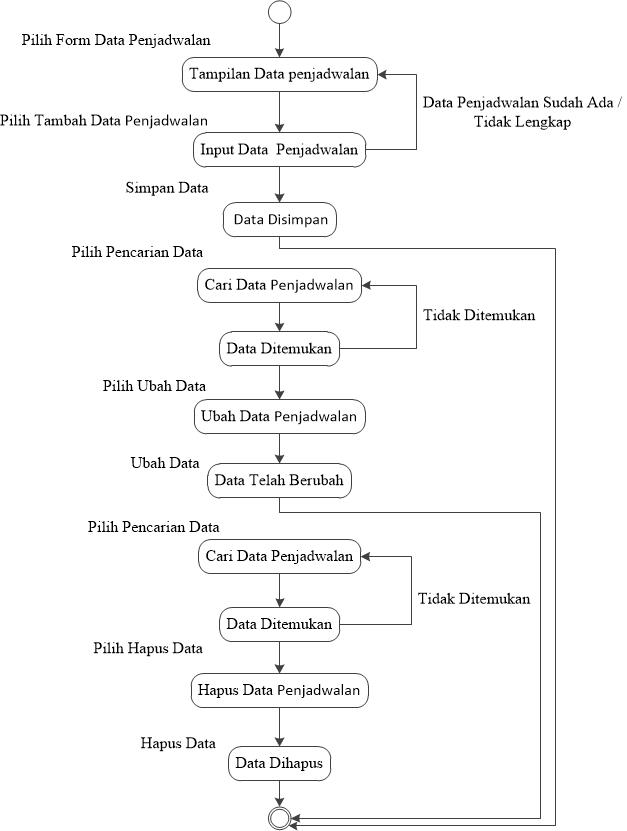 Pilih Form Data Penjadwalan
Tampilan Data penjadwalan
Data Penjadwalan Sudah Ada /
Tidak Lengkap
Pilih Tambah Data Penjadwalan
Input Data Penjadwalan
Simpan Data
Data Disimpan
Pilih Pencarian Data
Cari Data Penjadwalan
Tidak Ditemukan
Data Ditemukan
Pilih Ubah Data
Ubah Data Penjadwalan
Ubah Data
Data Telah Berubah
Pilih Pencarian Data
Cari Data Penjadwalan
Tidak Ditemukan
Data Ditemukan
Pilih Hapus Data
Hapus Data Penjadwalan
Hapus Data
Data Dihapus